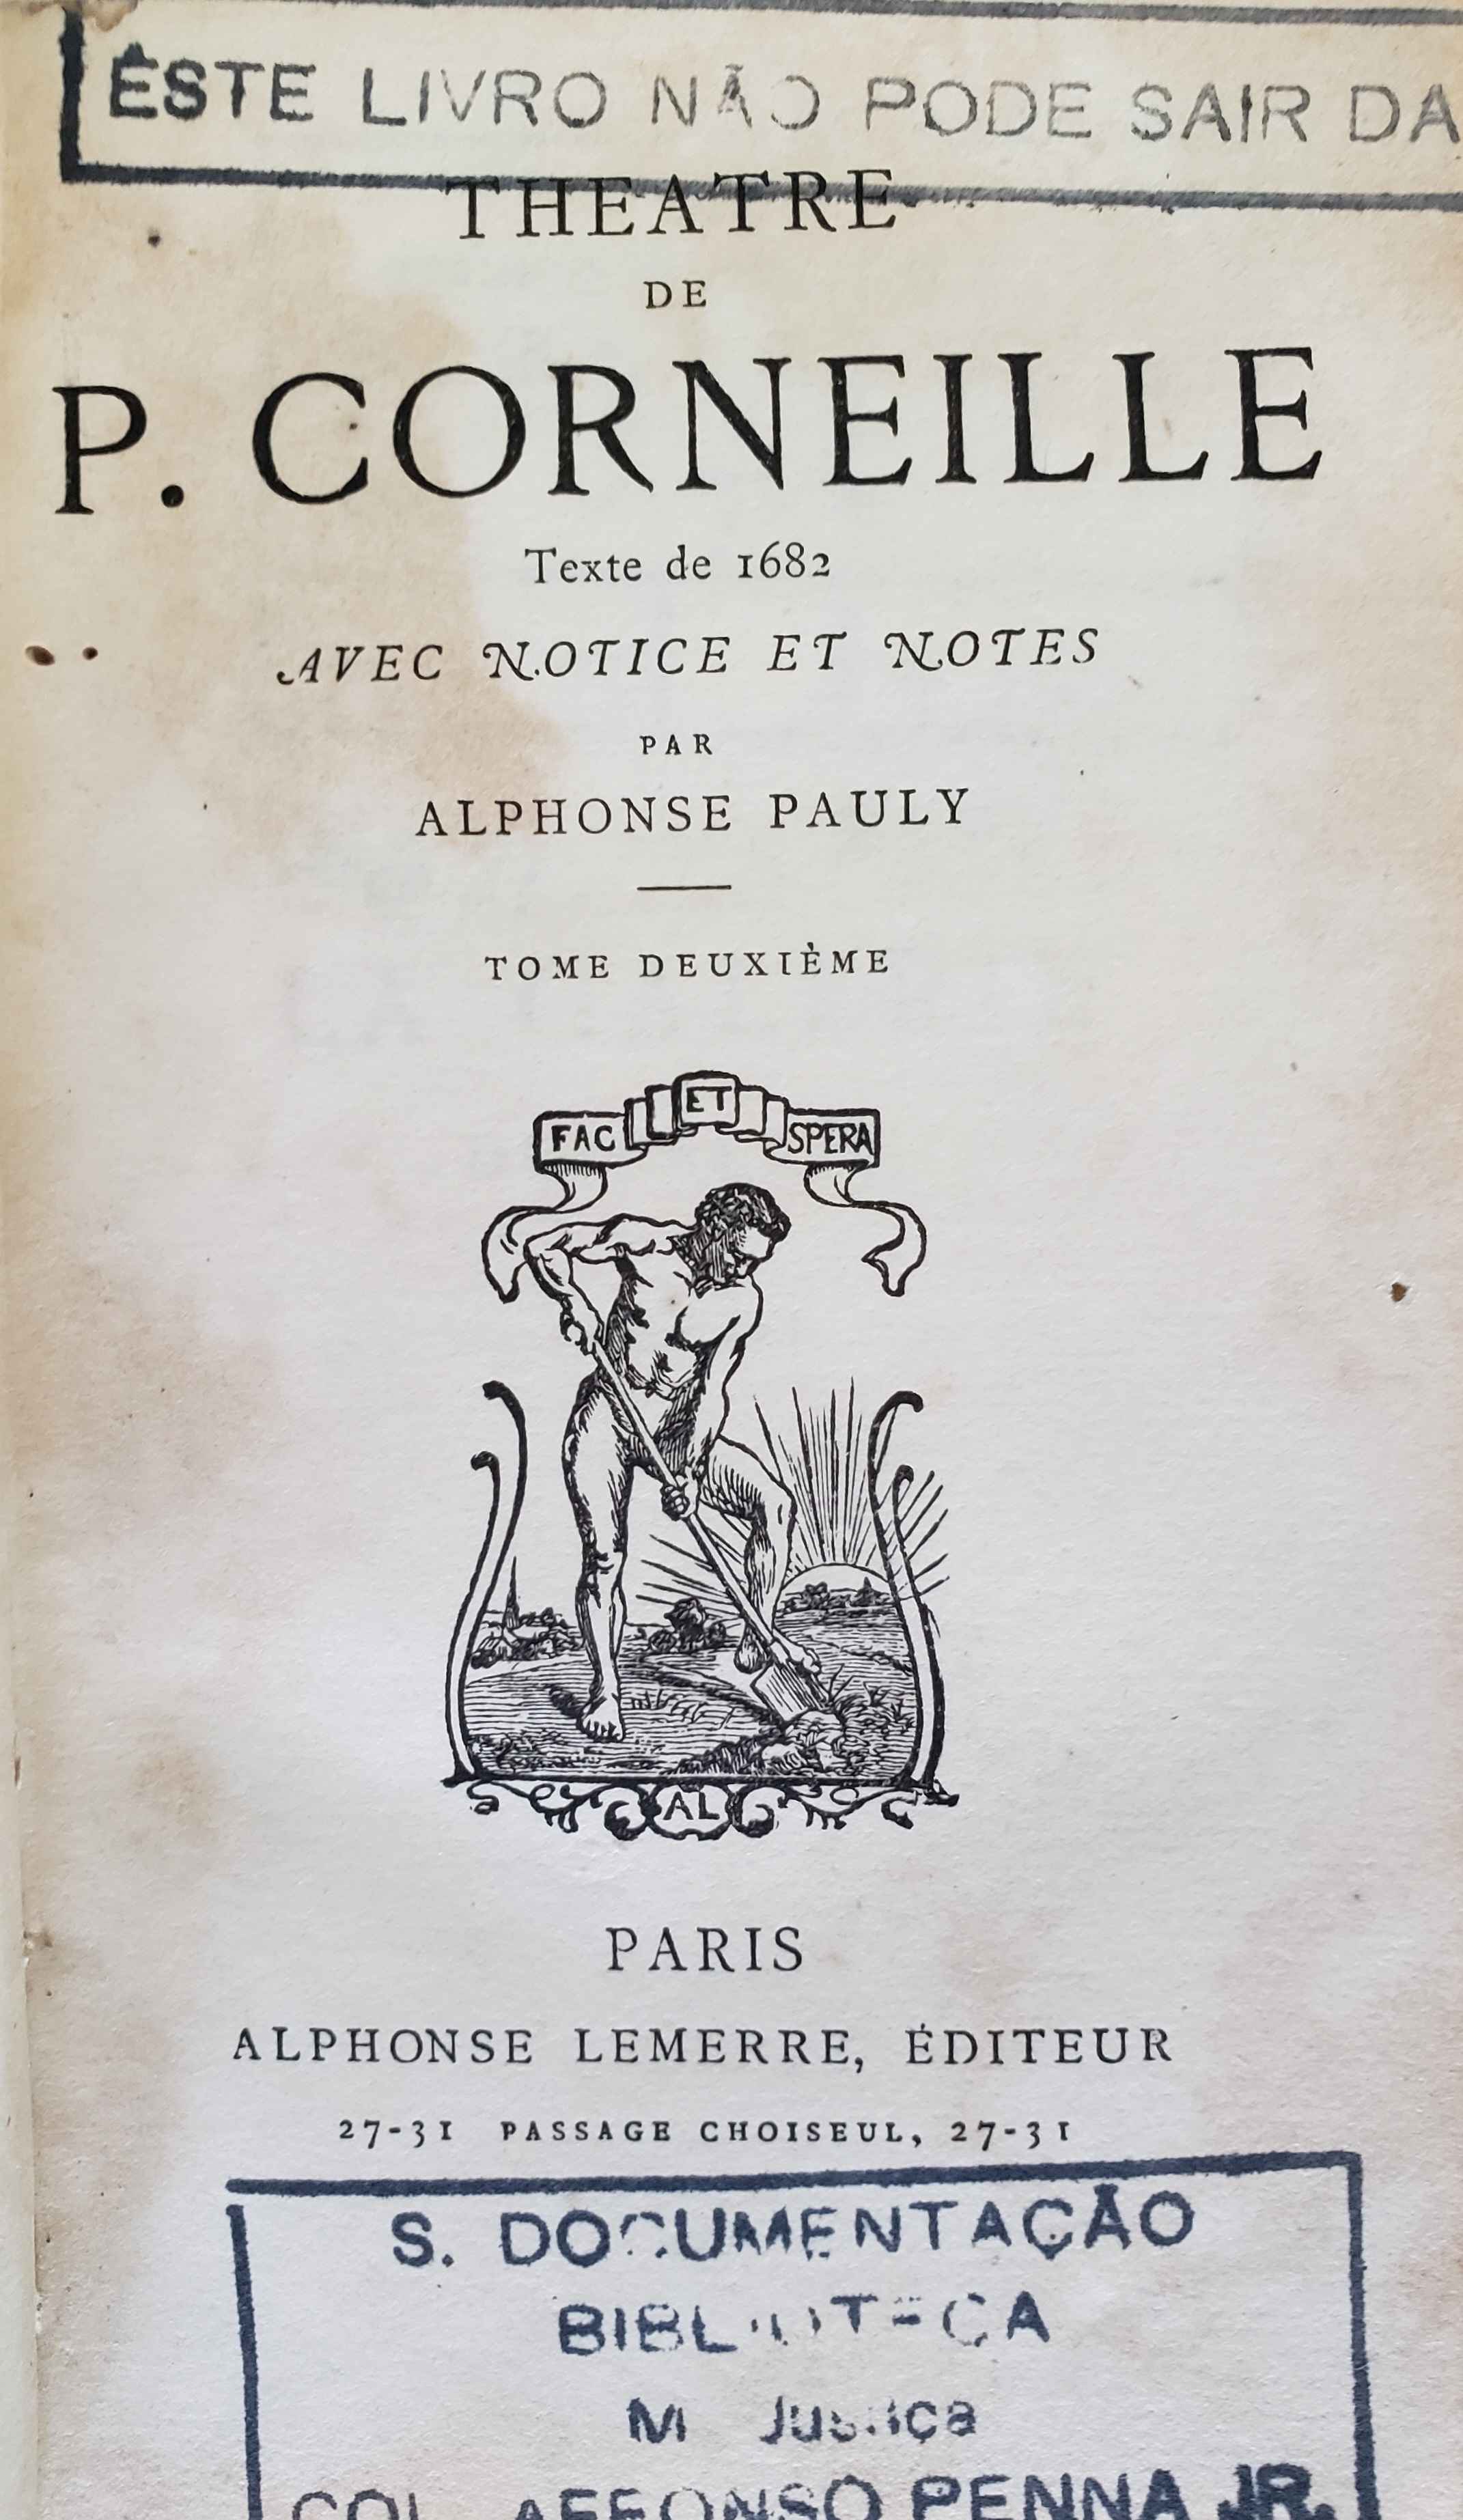 ÊSTE LIVRO NÃO PODE SAIR DA
THEATRE
DE
P. CORNEILLE
Texte de 1682
AVEC NOTICE ET NOTES
PAR
ALPHONSE PAULY
TOME DEUXIÈME
FAC ET SPERA
AL
PARIS
ALPHONSE LEMERRE, ÉDITEUR
27-31 PASSAGE CHOISEUL, 27-31
S. DOCUMENTAÇÃO
BIBLIOTECA
M Justiça
COL. AFFONSO PENNA JR.